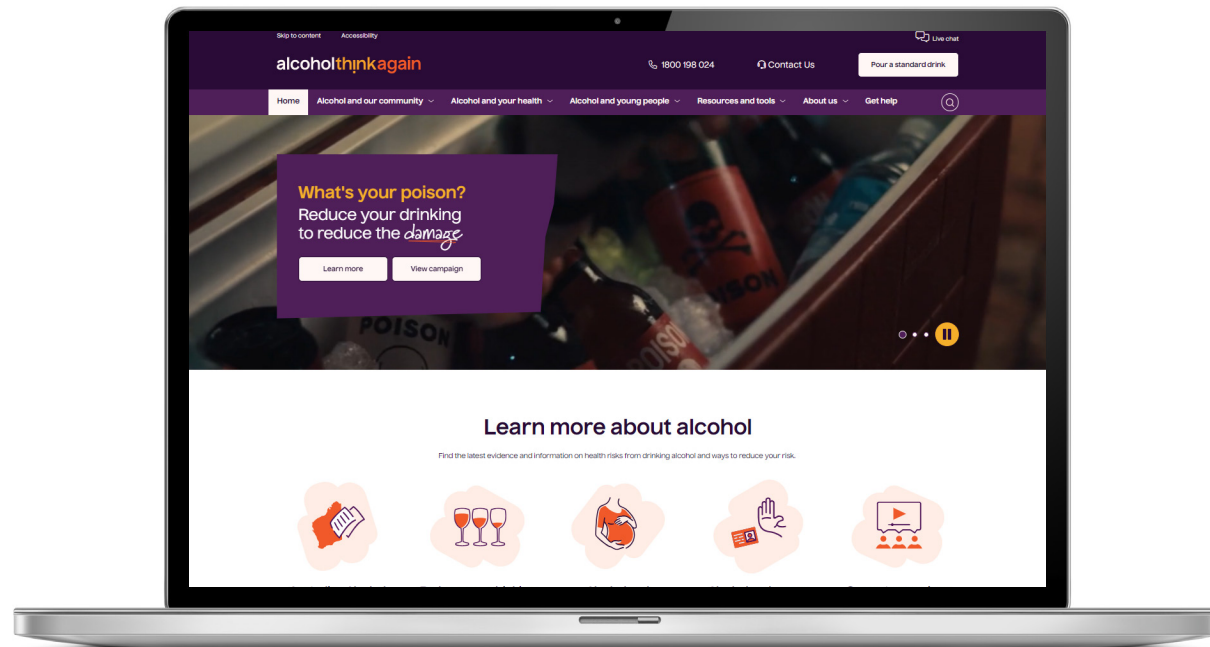 Skip to content Accessibility Live chat
alcoholthınkagain 1800 198 024 Contact Us Pour a standard drink
Home Alcohol and our community Alcohol and your health Alcohol and young people Resources and tools About us Get help
What's your poison?
Reduce your drinking
to reduce the damage
Learn more View campaign
POISON
POISON
POISON
Learn more about alcohol
Find the latest evidence and information on health risks from drinking alcohol and ways to reduce your risk.